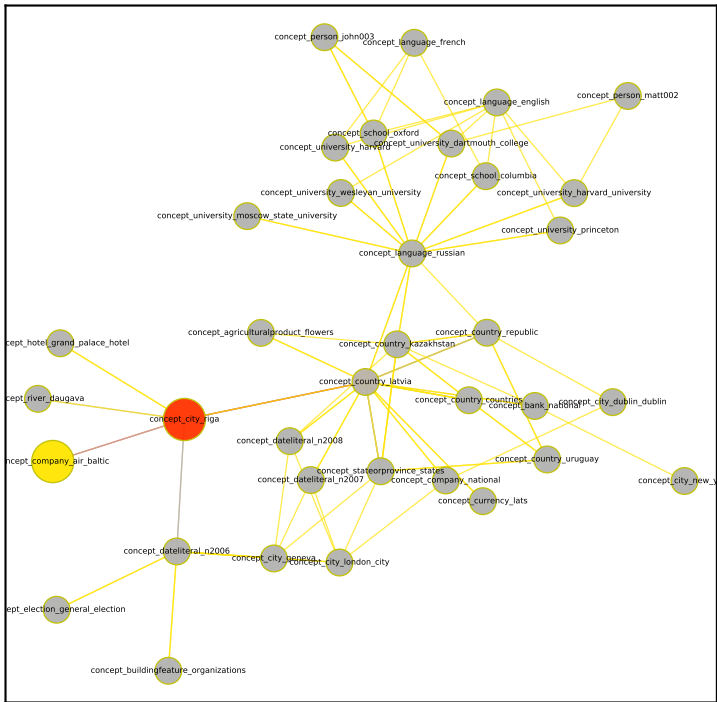 concept_person_john003
concept_language_french
concept_person_matt002
concept_language_english
concept_school_oxford
concept_university_harvard
concept_university_dartmouth_college
concept_school_columbia
concept_university_wesleyan_university
concept_university_harvard_university
concept_university_moscow_state_university
concept_university_princeton
concept_language_russian
concept_agriculturalproduct_flowers
concept_country_republic
cept_hotel_grand_palace_hotel
concept_country_kazakhstan
concept_country_latvia
cept_river_daugava
concept_country_countries
concept_bank_national
concept_city_dublin_dublin
concept_city_riga
concept_dateliteral_n2008
ncept_company_air_baltic
concept_stateorprovince_states
concept_country_uruguay
concept_dateliteral_n2007
concept_company_national
concept_city_new_y
concept_currency_lats
concept_dateliteral_n2006
concept_city_geneva
concept_city_london_city
ept_election_general_election
concept_buildingfeature_organizations